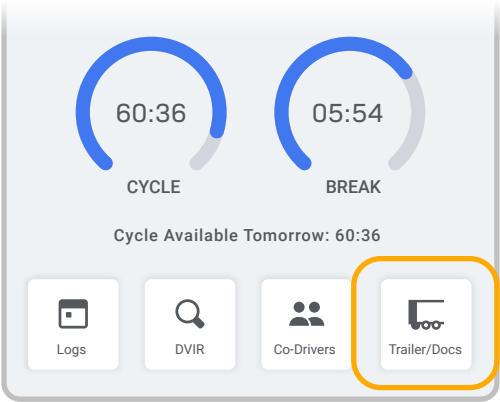 60:36 05:54
CYCLE BREAK
Cycle Available Tomorrow: 60:36
Logs DVIR Co-Drivers Trailer/Docs